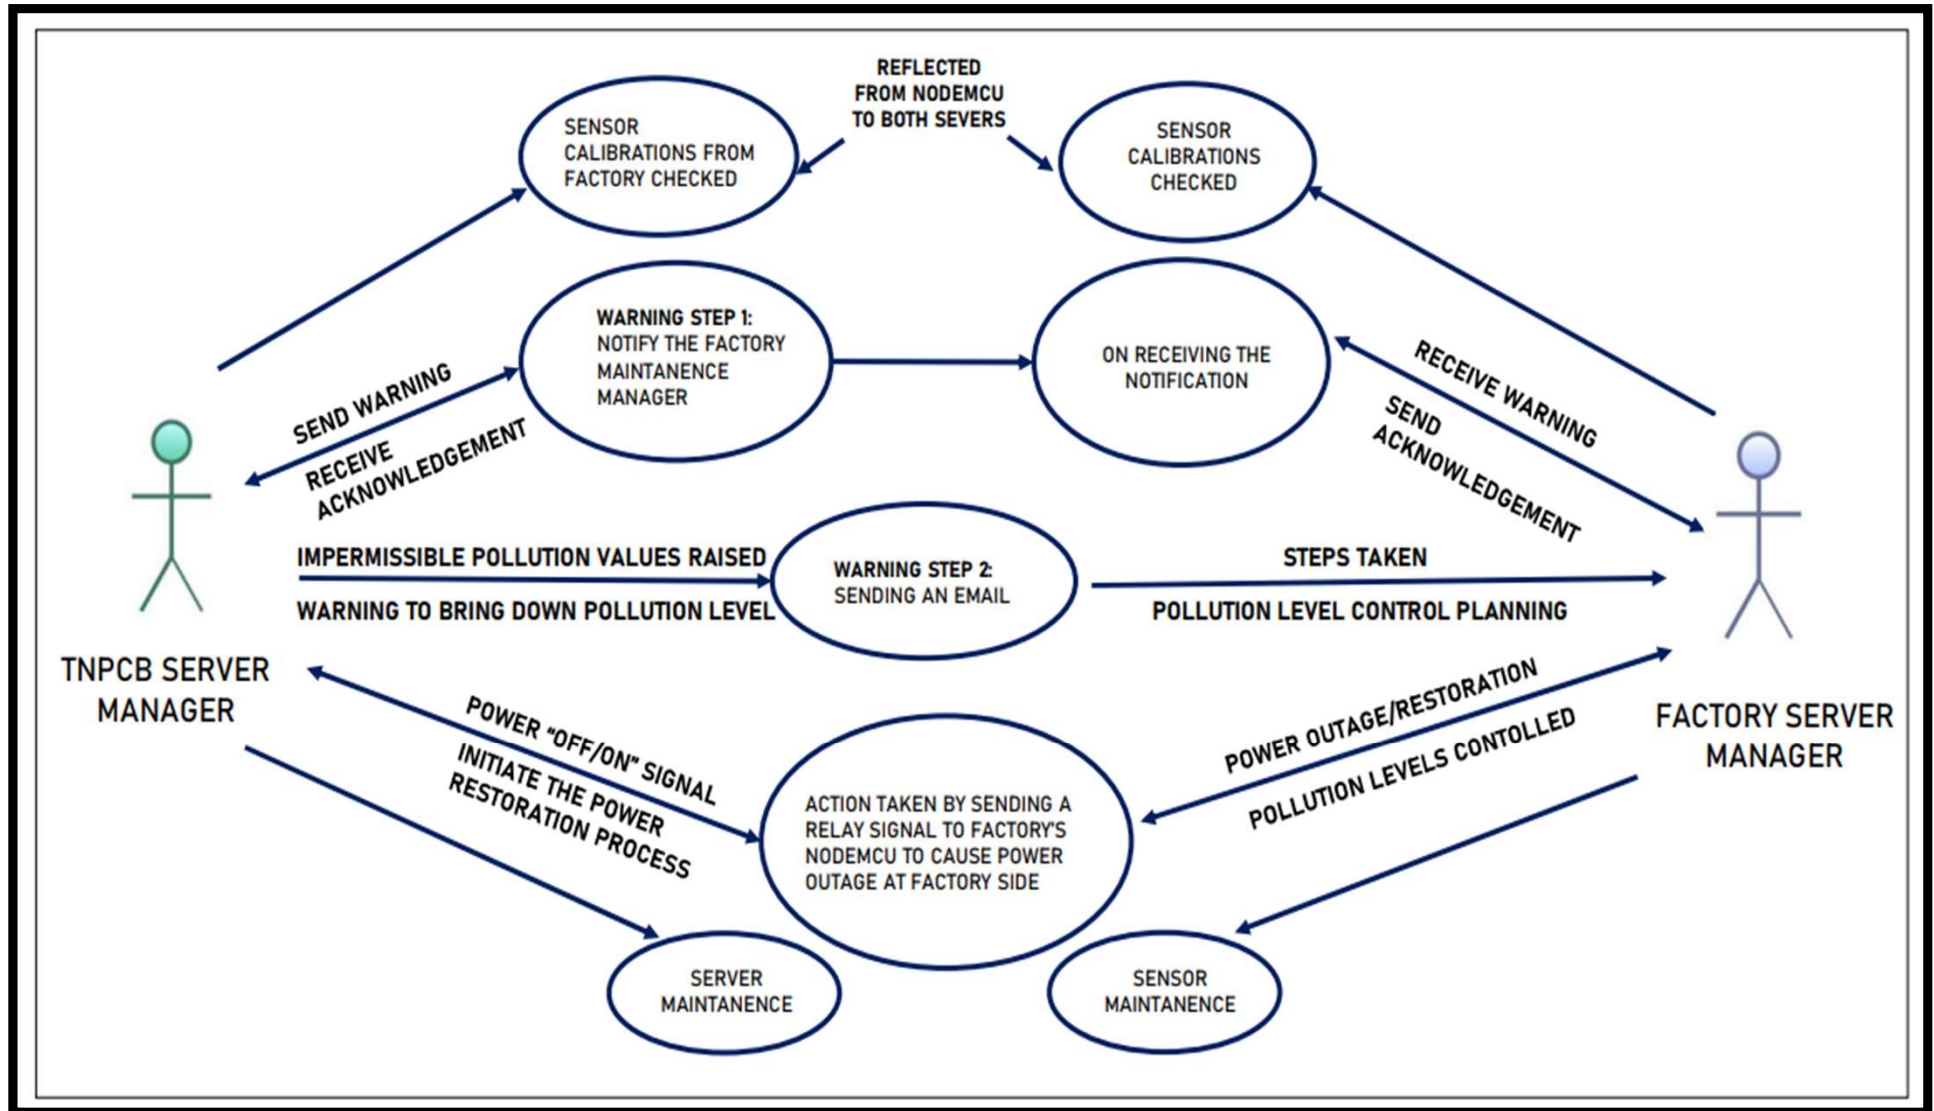 REFLECTED
FROM NODEMCU
TO BOTH SEVERS
SENSOR
CALIBRATIONS FROM
FACTORY CHECKED
SENSOR
CALIBRATIONS
CHECKED
WARNING STEP 1:
NOTIFY THE FACTORY
MAINTANENCE
MANAGER
ON RECEIVING THE
NOTIFICATION
SEND WARNING
RECEIVE
ACKNOWLEDGEMENT
RECEIVE WARNING
SEND
ACKNOWLEDGEMENT
IMPERMISSIBLE POLLUTION VALUES RAISED
WARNING TO BRING DOWN POLLUTION LEVEL
WARNING STEP 2:
SENDING AN EMAIL
STEPS TAKEN
POLLUTION LEVEL CONTROL PLANNING
TNPCB SERVER
MANAGER
FACTORY SERVER
MANAGER
POWER "OFF/ON" SIGNAL
INITIATE THE POWER
RESTORATION PROCESS
POWER OUTAGE/RESTORATION
POLLUTION LEVELS CONTOLLED
ACTION TAKEN BY SENDING A
RELAY SIGNAL TO FACTORY'S
NODEMCU TO CAUSE POWER
OUTAGE AT FACTORY SIDE
SERVER
MAINTANENCE
SENSOR
MAINTANENCE